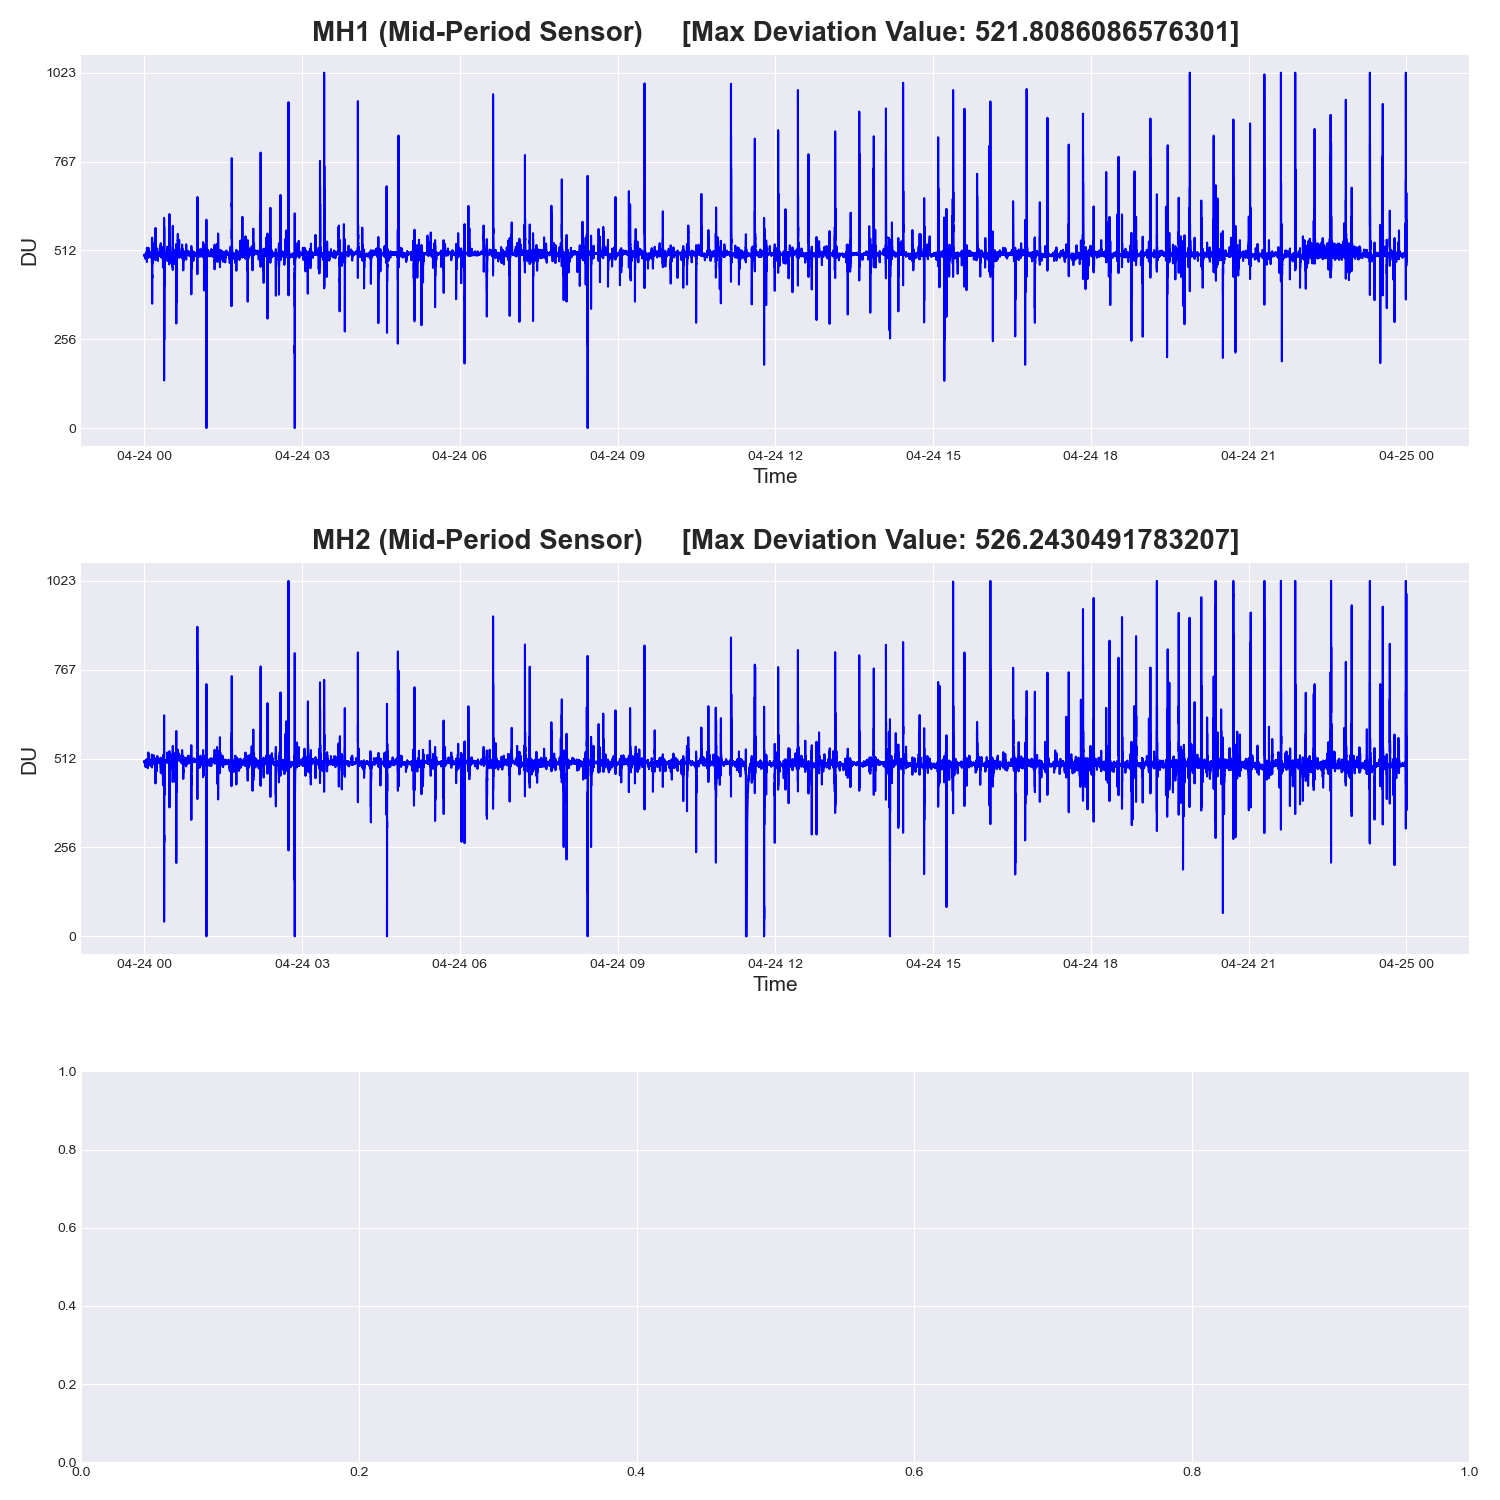 MH1 (Mid-Period Sensor) [Max Deviation Value: 521.8086086576301]
DU
1023
767
512
256
0
04-24 00 04-24 03 04-24 06 04-24 09 04-24 12 04-24 15 04-24 18 04-24 21 04-25 00
Time
MH2 (Mid-Period Sensor) [Max Deviation Value: 526.2430491783207]
DU
1023
767
512
256
0
04-24 00 04-24 03 04-24 06 04-24 09 04-24 12 04-24 15 04-24 18 04-24 21 04-25 00
Time
1.0
0.8
0.6
0.4
0.2
0.0
0.0 0.2 0.4 0.6 0.8 1.0